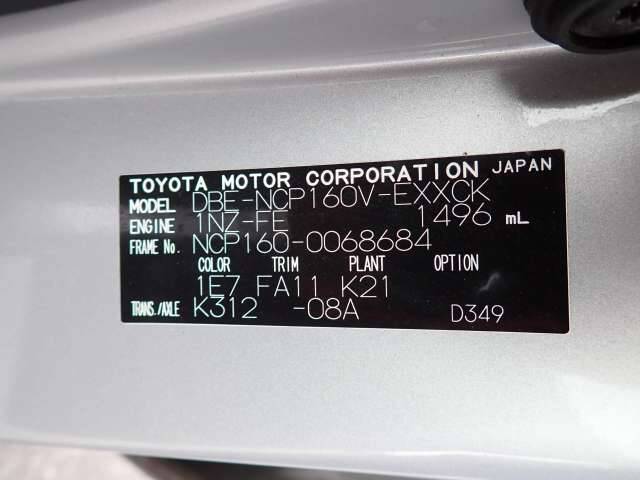 TOYOTA MOTOR CORPORATION JAPAN
MODEL DBE-NCP160V-EXXCK
ENGINE 1NZ-FE 1496 mL
FRAME No. NCP160-0068684
COLOR TRIM PLANT OPTION
1E7 FA11 K21
TRANS./AXLE K312 -08A D349